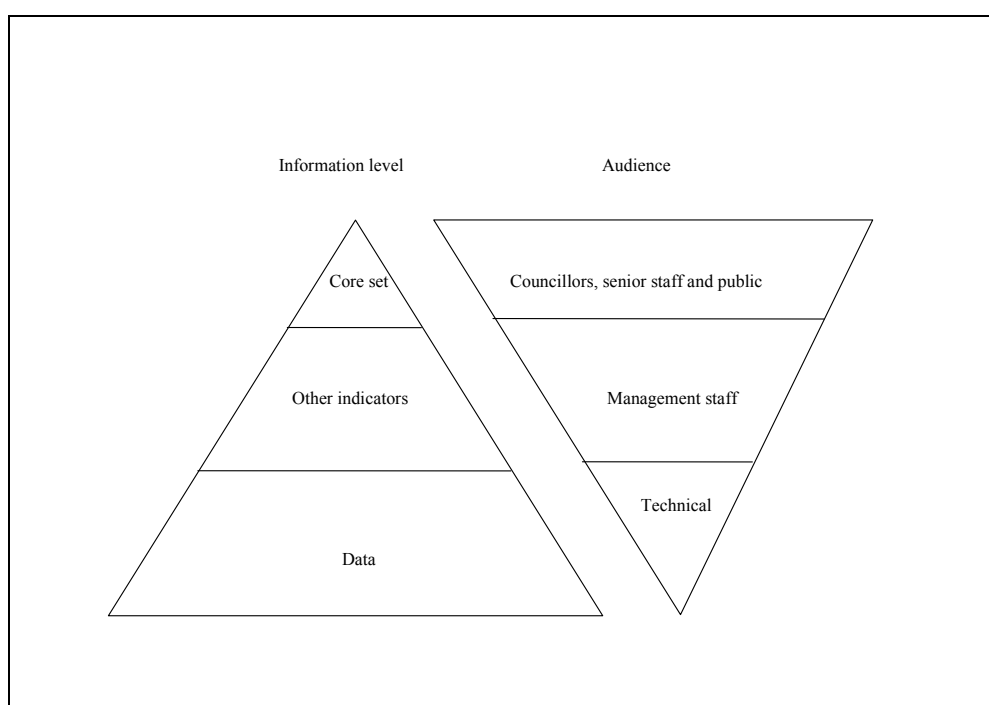 Information level
Audience
Core set
Councillors, senior staff and public
Other indicators
Management staff
Technical
Data